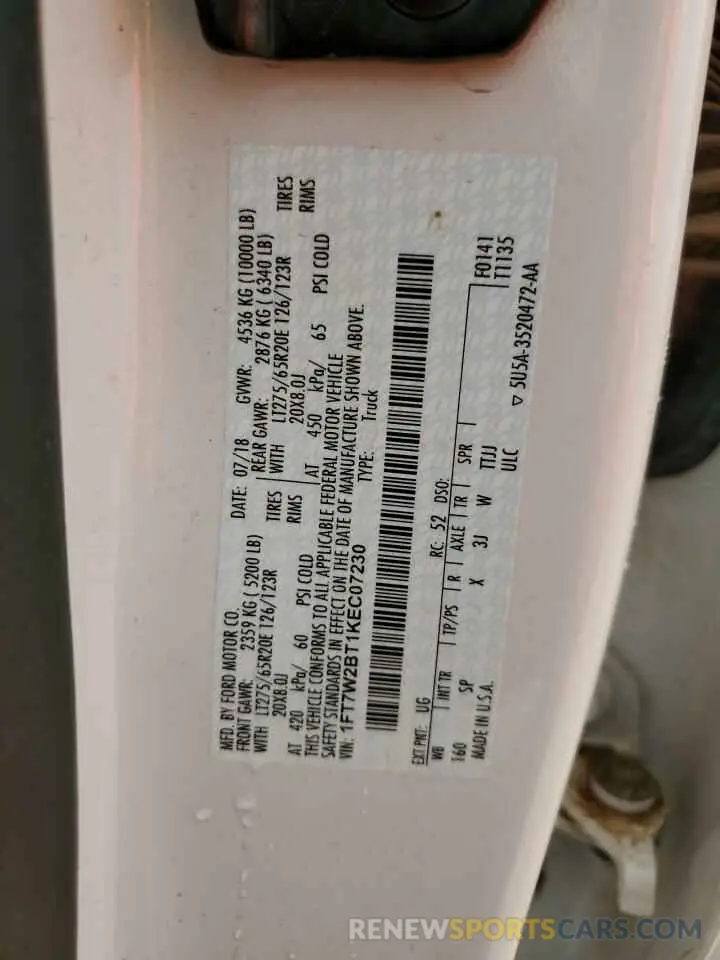 MFD. BY FORD MOTOR CO.
DATE: 07/18 GVWR: 4536 KG (10000 LB)
FRONT GAWR: 2359 KG ( 5200 LB) REAR GAWR: 2876 KG ( 6340 LB)
WITH LT275/65R20E 126/123R TIRES WITH LT275/65R20E 126/123R TIRES
20X8.0J RIMS 20X8.0J RIMS
AT 420 kPa/ 60 PSI COLD AT 450 kPa/ 65 PSI COLD
THIS VEHICLE CONFORMS TO ALL APPLICABLE FEDERAL MOTOR VEHICLE
SAFETY STANDARDS IN EFFECT ON THE DATE OF MANUFACTURE SHOWN ABOVE.
VIN: 1FT7W2BT1KEC07230 TYPE: Truck
EXT PNT: UG RC: 52 DSO:
WB INT TR TP/PS R AXLE TR SPR F0141
160 SP X 3J W TTJJ T1135
MADE IN U.S.A. ULC ▽ 5U5A-3520472-AA
RENEWSPORTSCARS.COM